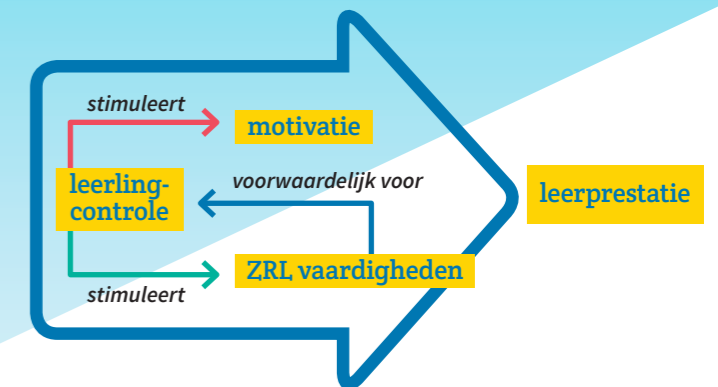 stimuleert
motivatie
leerling-
controle
voorwaardelijk voor
leerprestatie
ZRL vaardigheden
stimuleert